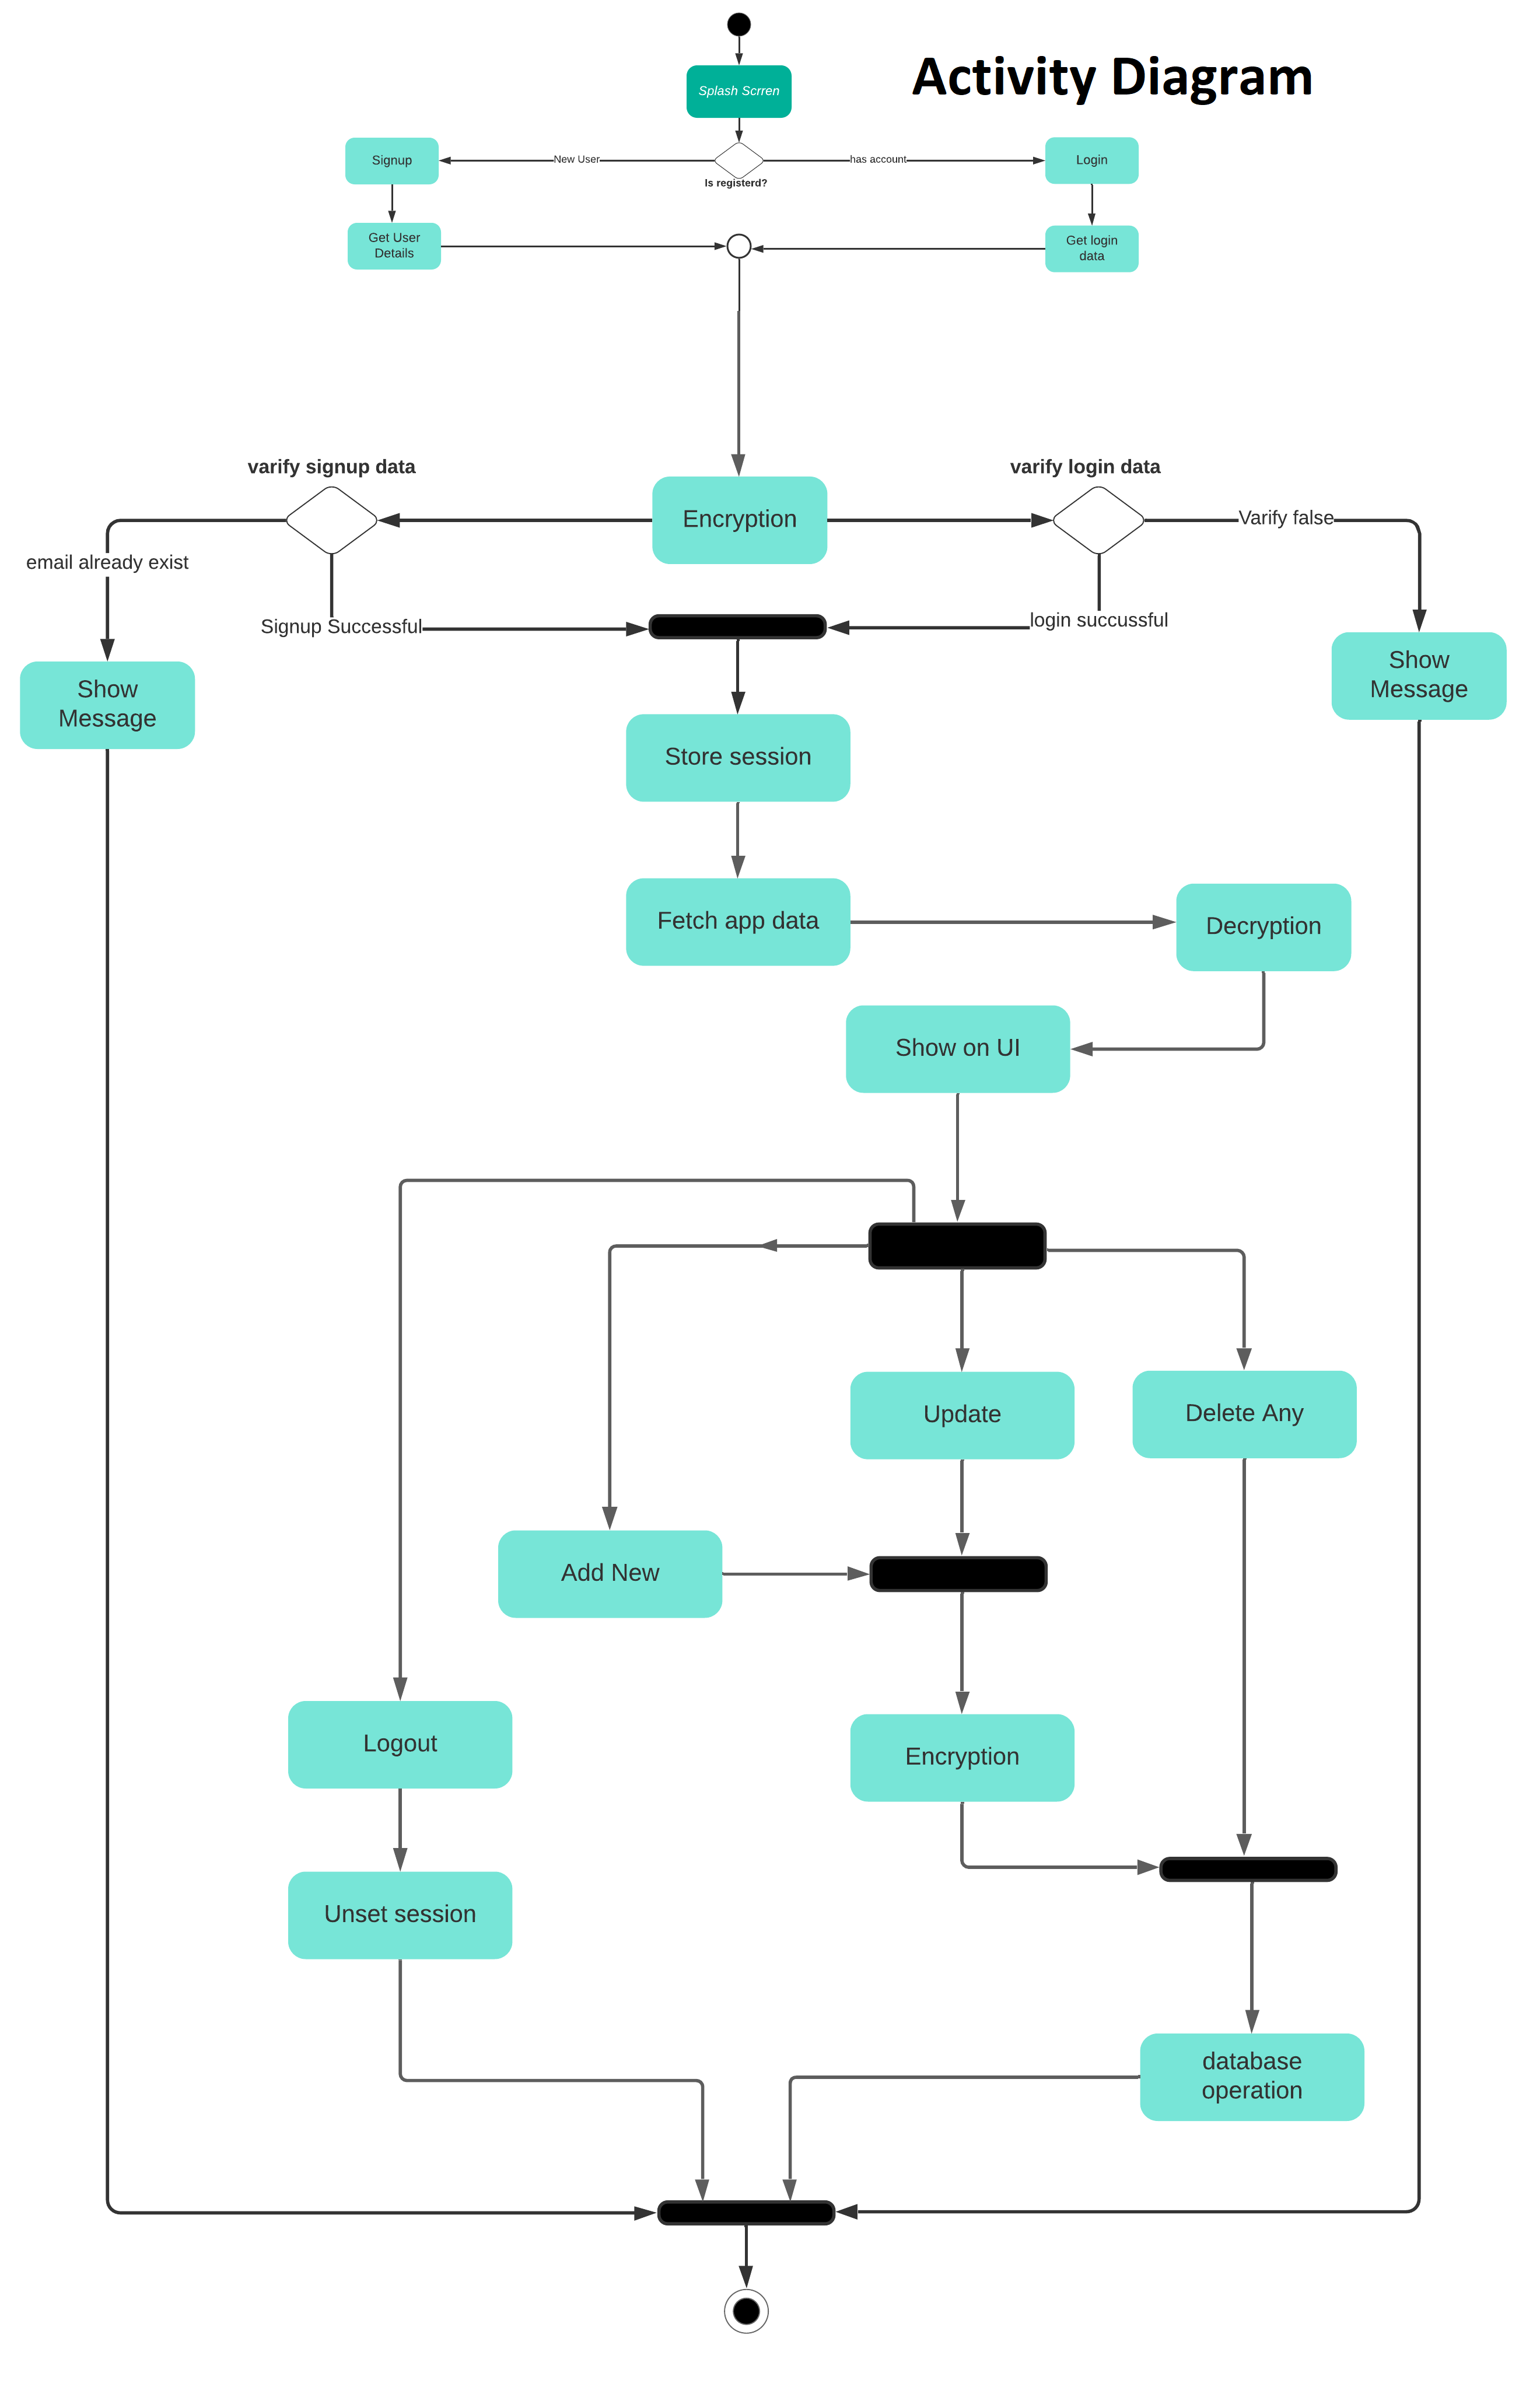 Activity Diagram
Splash Scrren
Signup
New User
has account
Login
Is registerd?
Get User
Details
Get login
data
varify signup data
varify login data
Encryption
Varify false
email already exist
Signup Successful
login succussful
Show
Message
Show
Message
Store session
Fetch app data
Decryption
Show on UI
Update
Delete Any
Add New
Logout
Encryption
Unset session
database
operation